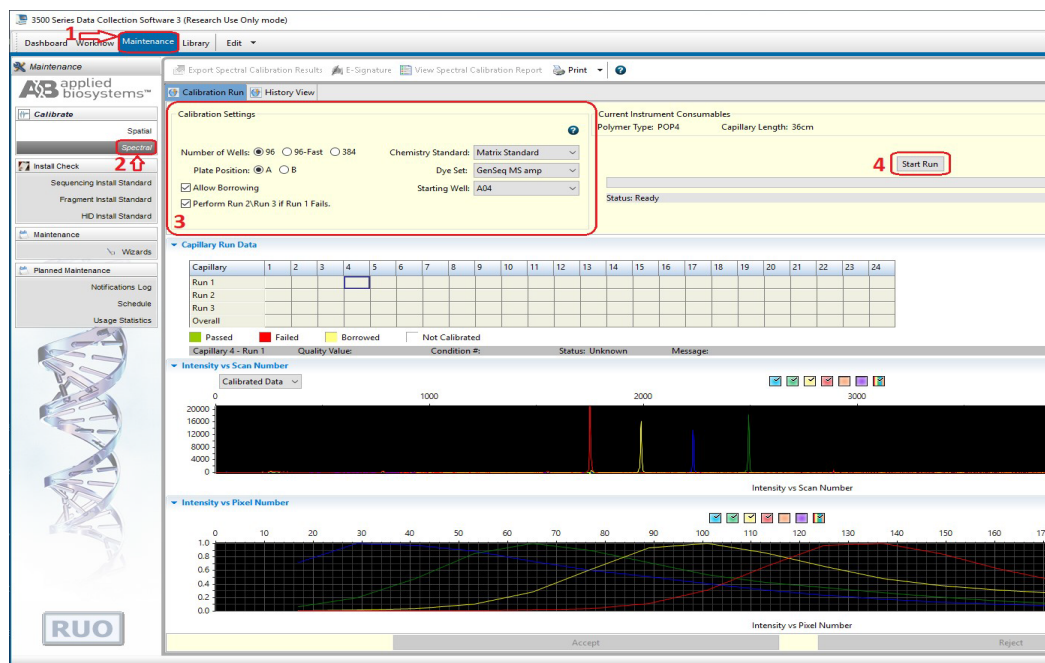 3500 Series Data Collection Software 3 (Research Use Only mode)
1
Dashboard Workflow Maintenance Library Edit
Maintenance
Export Spectral Calibration Results E-Signature View Spectral Calibration Report Print
AB applied biosystems™
Calibration Run History View
Calibrate
Spatial
Spectral
2
Install Check
Sequencing Install Standard
Fragment Install Standard
HID Install Standard
Maintenance
Wizards
Planned Maintenance
Notifications Log
Schedule
Usage Statistics
RUO
Calibration Settings
Number of Wells: 96 96-Fast 384 Chemistry Standard: Matrix Standard
Plate Position: A B Dye Set: GenSeq MS amp
Allow Borrowing Starting Well: A04
Perform Run 2\Run 3 if Run 1 Fails.
3
Current Instrument Consumables
Polymer Type: POP4 Capillary Length: 36cm
4 Start Run
Status: Ready
Capillary Run Data
Capillary 1 2 3 4 5 6 7 8 9 10 11 12 13 14 15 16 17 18 19 20 21 22 23 24
Run 1
Run 2
Run 3
Overall
Passed Failed Borrowed Not Calibrated
Capillary 4 - Run 1 Quality Value: Condition #: Status: Unknown Message:
Intensity vs Scan Number
Calibrated Data
0 1000 2000 3000
20000
16000
12000
8000
4000
0
Intensity vs Scan Number
Intensity vs Pixel Number
0 10 20 30 40 50 60 70 80 90 100 110 120 130 140 150 160 17
1.0
0.8
0.6
0.4
0.2
0.0
Intensity vs Pixel Number
Accept Reject